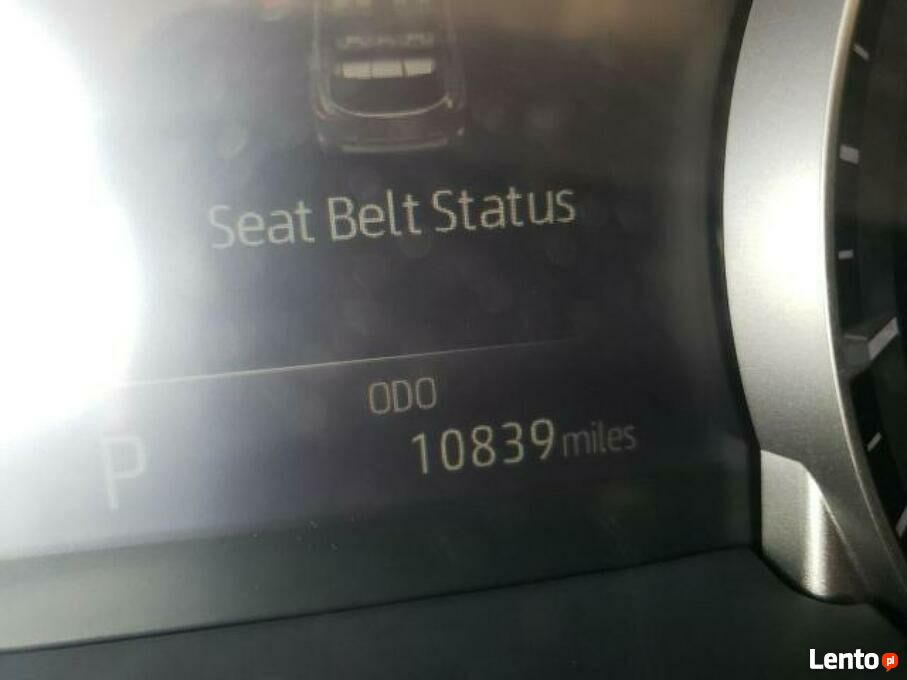 Seat Belt Status
ODO
P
10839 miles
Lento pl